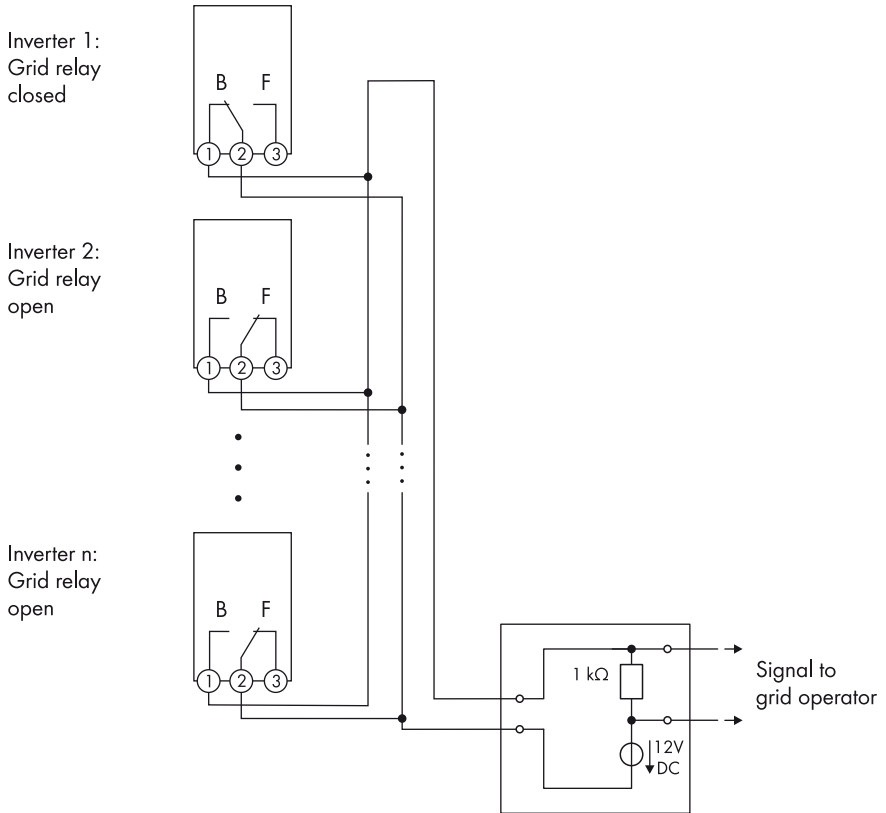 Inverter 1:
Grid relay
closed
B F
1 2 3
Inverter 2:
Grid relay
open
B F
1 2 3
Inverter n:
Grid relay
open
B F
1 2 3
1 kΩ
12V
DC
Signal to
grid operator